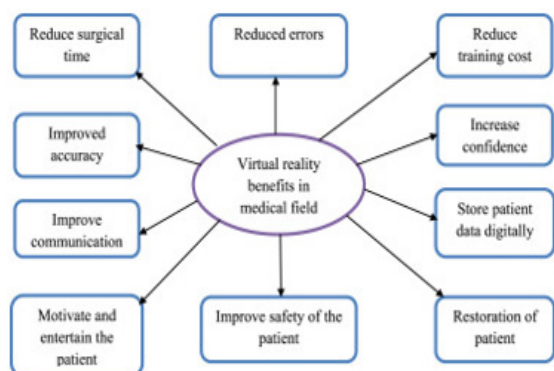 Reduce surgical
time
Reduced errors
Reduce
training cost
Improved
accuracy
Virtual reality
benefits in
medical field
Increase
confidence
Improve
communication
Store patient
data digitally
Motivate and
entertain the
patient
Improve safety of the
patient
Restoration of
patient